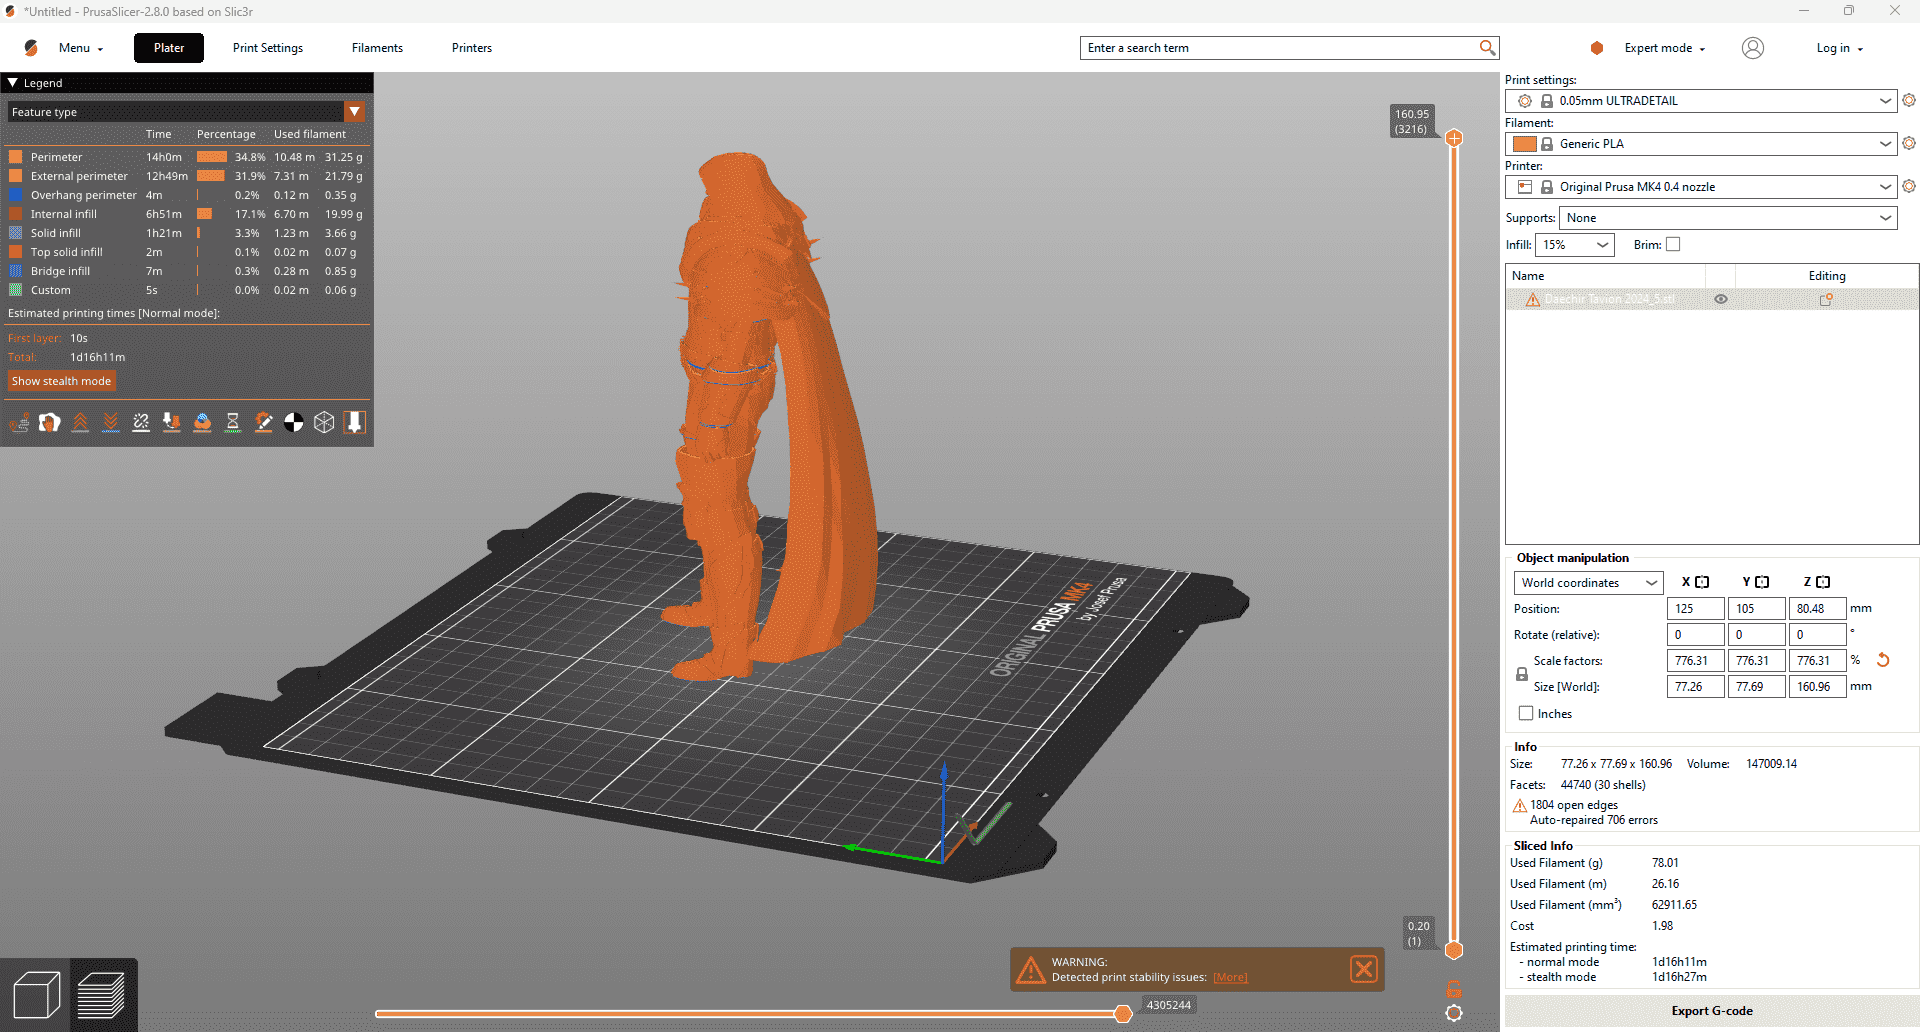 *Untitled - PrusaSlicer-2.8.0 based on Slic3r
Menu
Plater
Print Settings
Filaments
Printers
Enter a search term
Expert mode
Log in
Legend
Feature type
Time Percentage Used filament
Perimeter 14h0m 34.8% 10.48 m 31.25 g
External perimeter 12h49m 31.9% 7.31 m 21.79 g
Overhang perimeter 4m 0.2% 0.12 m 0.35 g
Internal infill 6h51m 17.1% 6.70 m 19.99 g
Solid infill 1h21m 3.3% 1.23 m 3.66 g
Top solid infill 2m 0.1% 0.02 m 0.07 g
Bridge infill 7m 0.3% 0.28 m 0.85 g
Custom 5s 0.0% 0.02 m 0.06 g
Estimated printing times [Normal mode]:
First layer: 10s
Total: 1d16h11m
Show stealth mode
160.95
(3216)
ORIGINAL PRUSA MK4
by Josef Prusa
0.20
(1)
WARNING:
Detected print stability issues: [More]
4305244
Print settings:
0.05mm ULTRADETAIL
Filament:
Generic PLA
Printer:
Original Prusa MK4 0.4 nozzle
Supports: None
Infill: 15% Brim:
Name Editing
Daechir Tavion 2024_5.stl
Object manipulation
World coordinates X Y Z
Position: 125 105 80.48 mm
Rotate (relative): 0 0 0 °
Scale factors: 776.31 776.31 776.31 %
Size [World]: 77.26 77.69 160.96 mm
Inches
Info
Size: 77.26 x 77.69 x 160.96 Volume: 147009.14
Facets: 44740 (30 shells)
1804 open edges
Auto-repaired 706 errors
Sliced Info
Used Filament (g) 78.01
Used Filament (m) 26.16
Used Filament (mm³) 62911.65
Cost 1.98
Estimated printing time:
- normal mode 1d16h11m
- stealth mode 1d16h27m
Export G-code